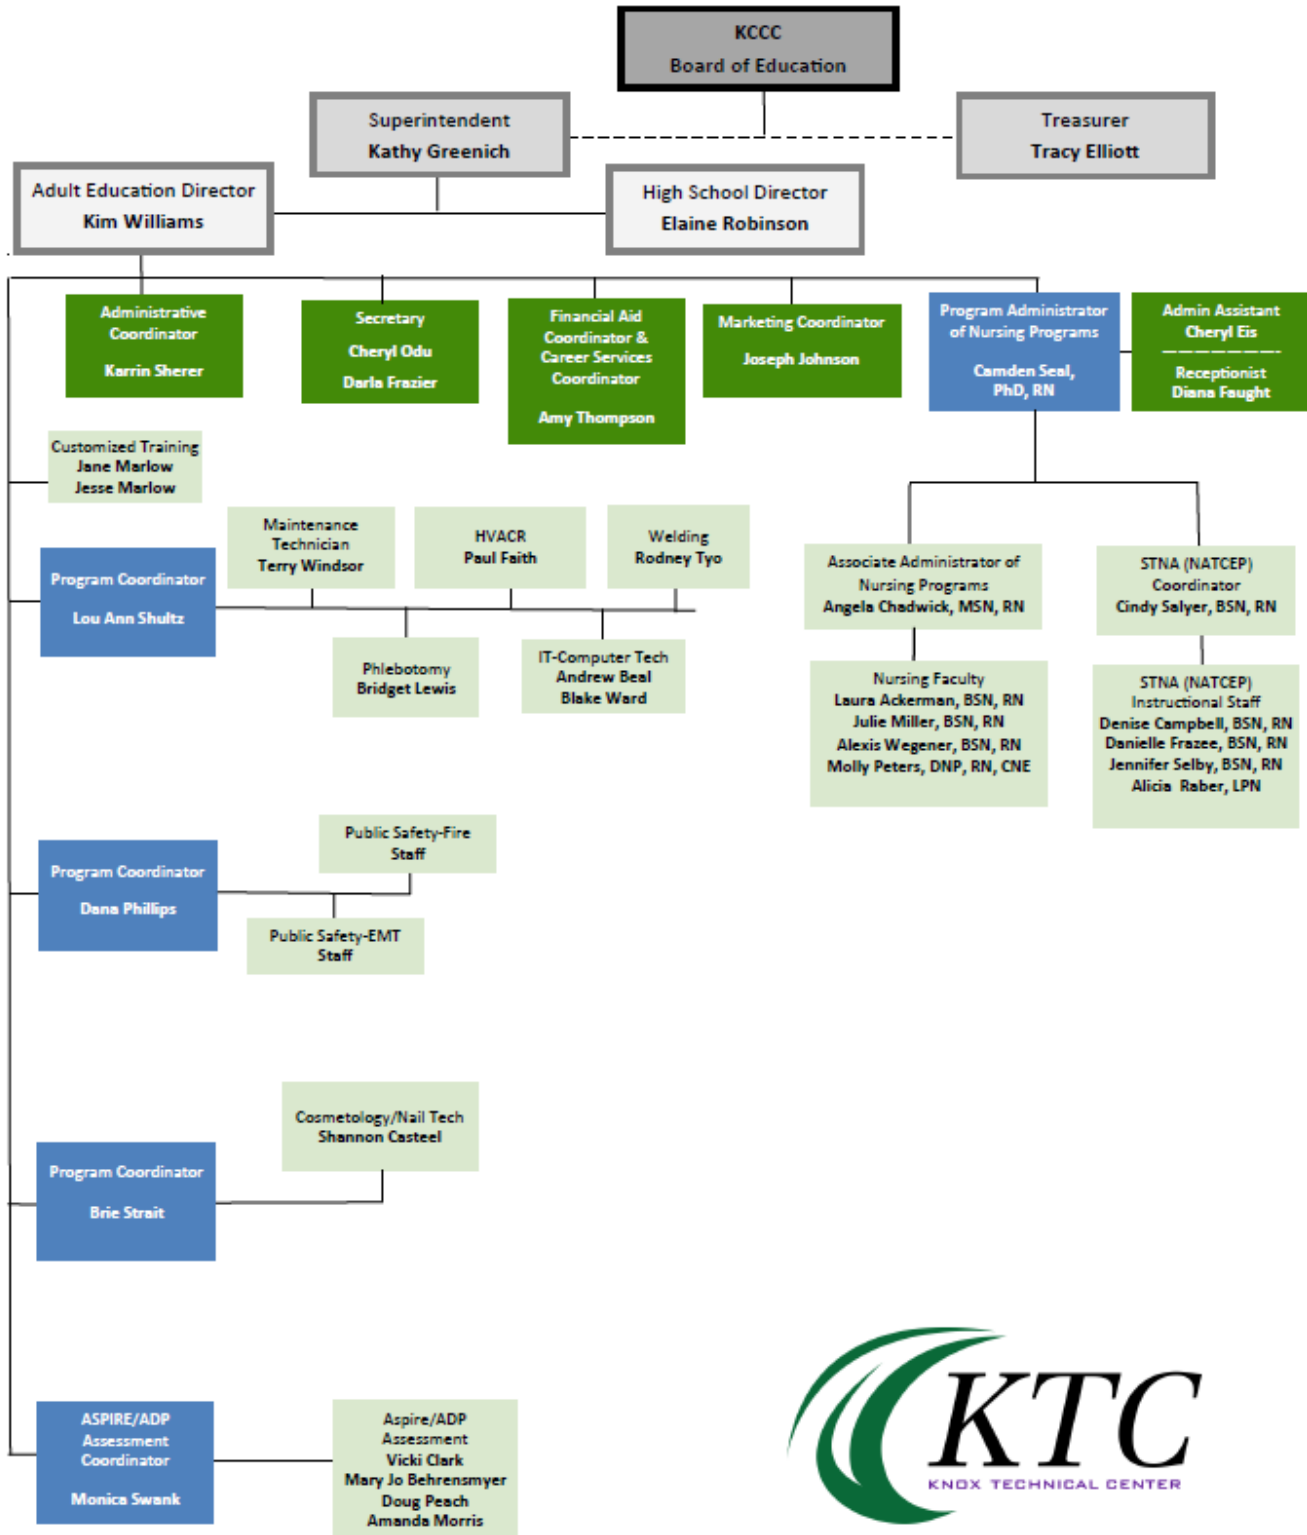 KCCC
Board of Education
Superintendent
Kathy Greenich
Treasurer
Tracy Elliott
Adult Education Director
Kim Williams
High School Director
Elaine Robinson
Administrative
Coordinator
Karrin Sherer
Secretary
Cheryl Odu
Darla Frazier
Financial Aid
Coordinator &
Career Services
Coordinator
Amy Thompson
Marketing Coordinator
Joseph Johnson
Program Administrator
of Nursing Programs
Camden Seal,
PhD, RN
Admin Assistant
Cheryl Eis
Receptionist
Diana Faught
Customized Training
Jane Marlow
Jesse Marlow
Program Coordinator
Lou Ann Shultz
Maintenance
Technician
Terry Windsor
HVACR
Paul Faith
Welding
Rodney Tyo
Phlebotomy
Bridget Lewis
IT-Computer Tech
Andrew Beal
Blake Ward
Associate Administrator of
Nursing Programs
Angela Chadwick, MSN, RN
STNA (NATCEP)
Coordinator
Cindy Salyer, BSN, RN
Nursing Faculty
Laura Ackerman, BSN, RN
Julie Miller, BSN, RN
Alexis Wegener, BSN, RN
Molly Peters, DNP, RN, CNE
STNA (NATCEP)
Instructional Staff
Denise Campbell, BSN, RN
Danielle Frazee, BSN, RN
Jennifer Selby, BSN, RN
Alicia Raber, LPN
Program Coordinator
Dana Phillips
Public Safety-Fire
Staff
Public Safety-EMT
Staff
Program Coordinator
Brie Strait
Cosmetology/Nail Tech
Shannon Casteel
ASPIRE/ADP
Assessment
Coordinator
Monica Swank
Aspire/ADP
Assessment
Vicki Clark
Mary Jo Behrensmyer
Doug Peach
Amanda Morris
KTC
KNOX TECHNICAL CENTER